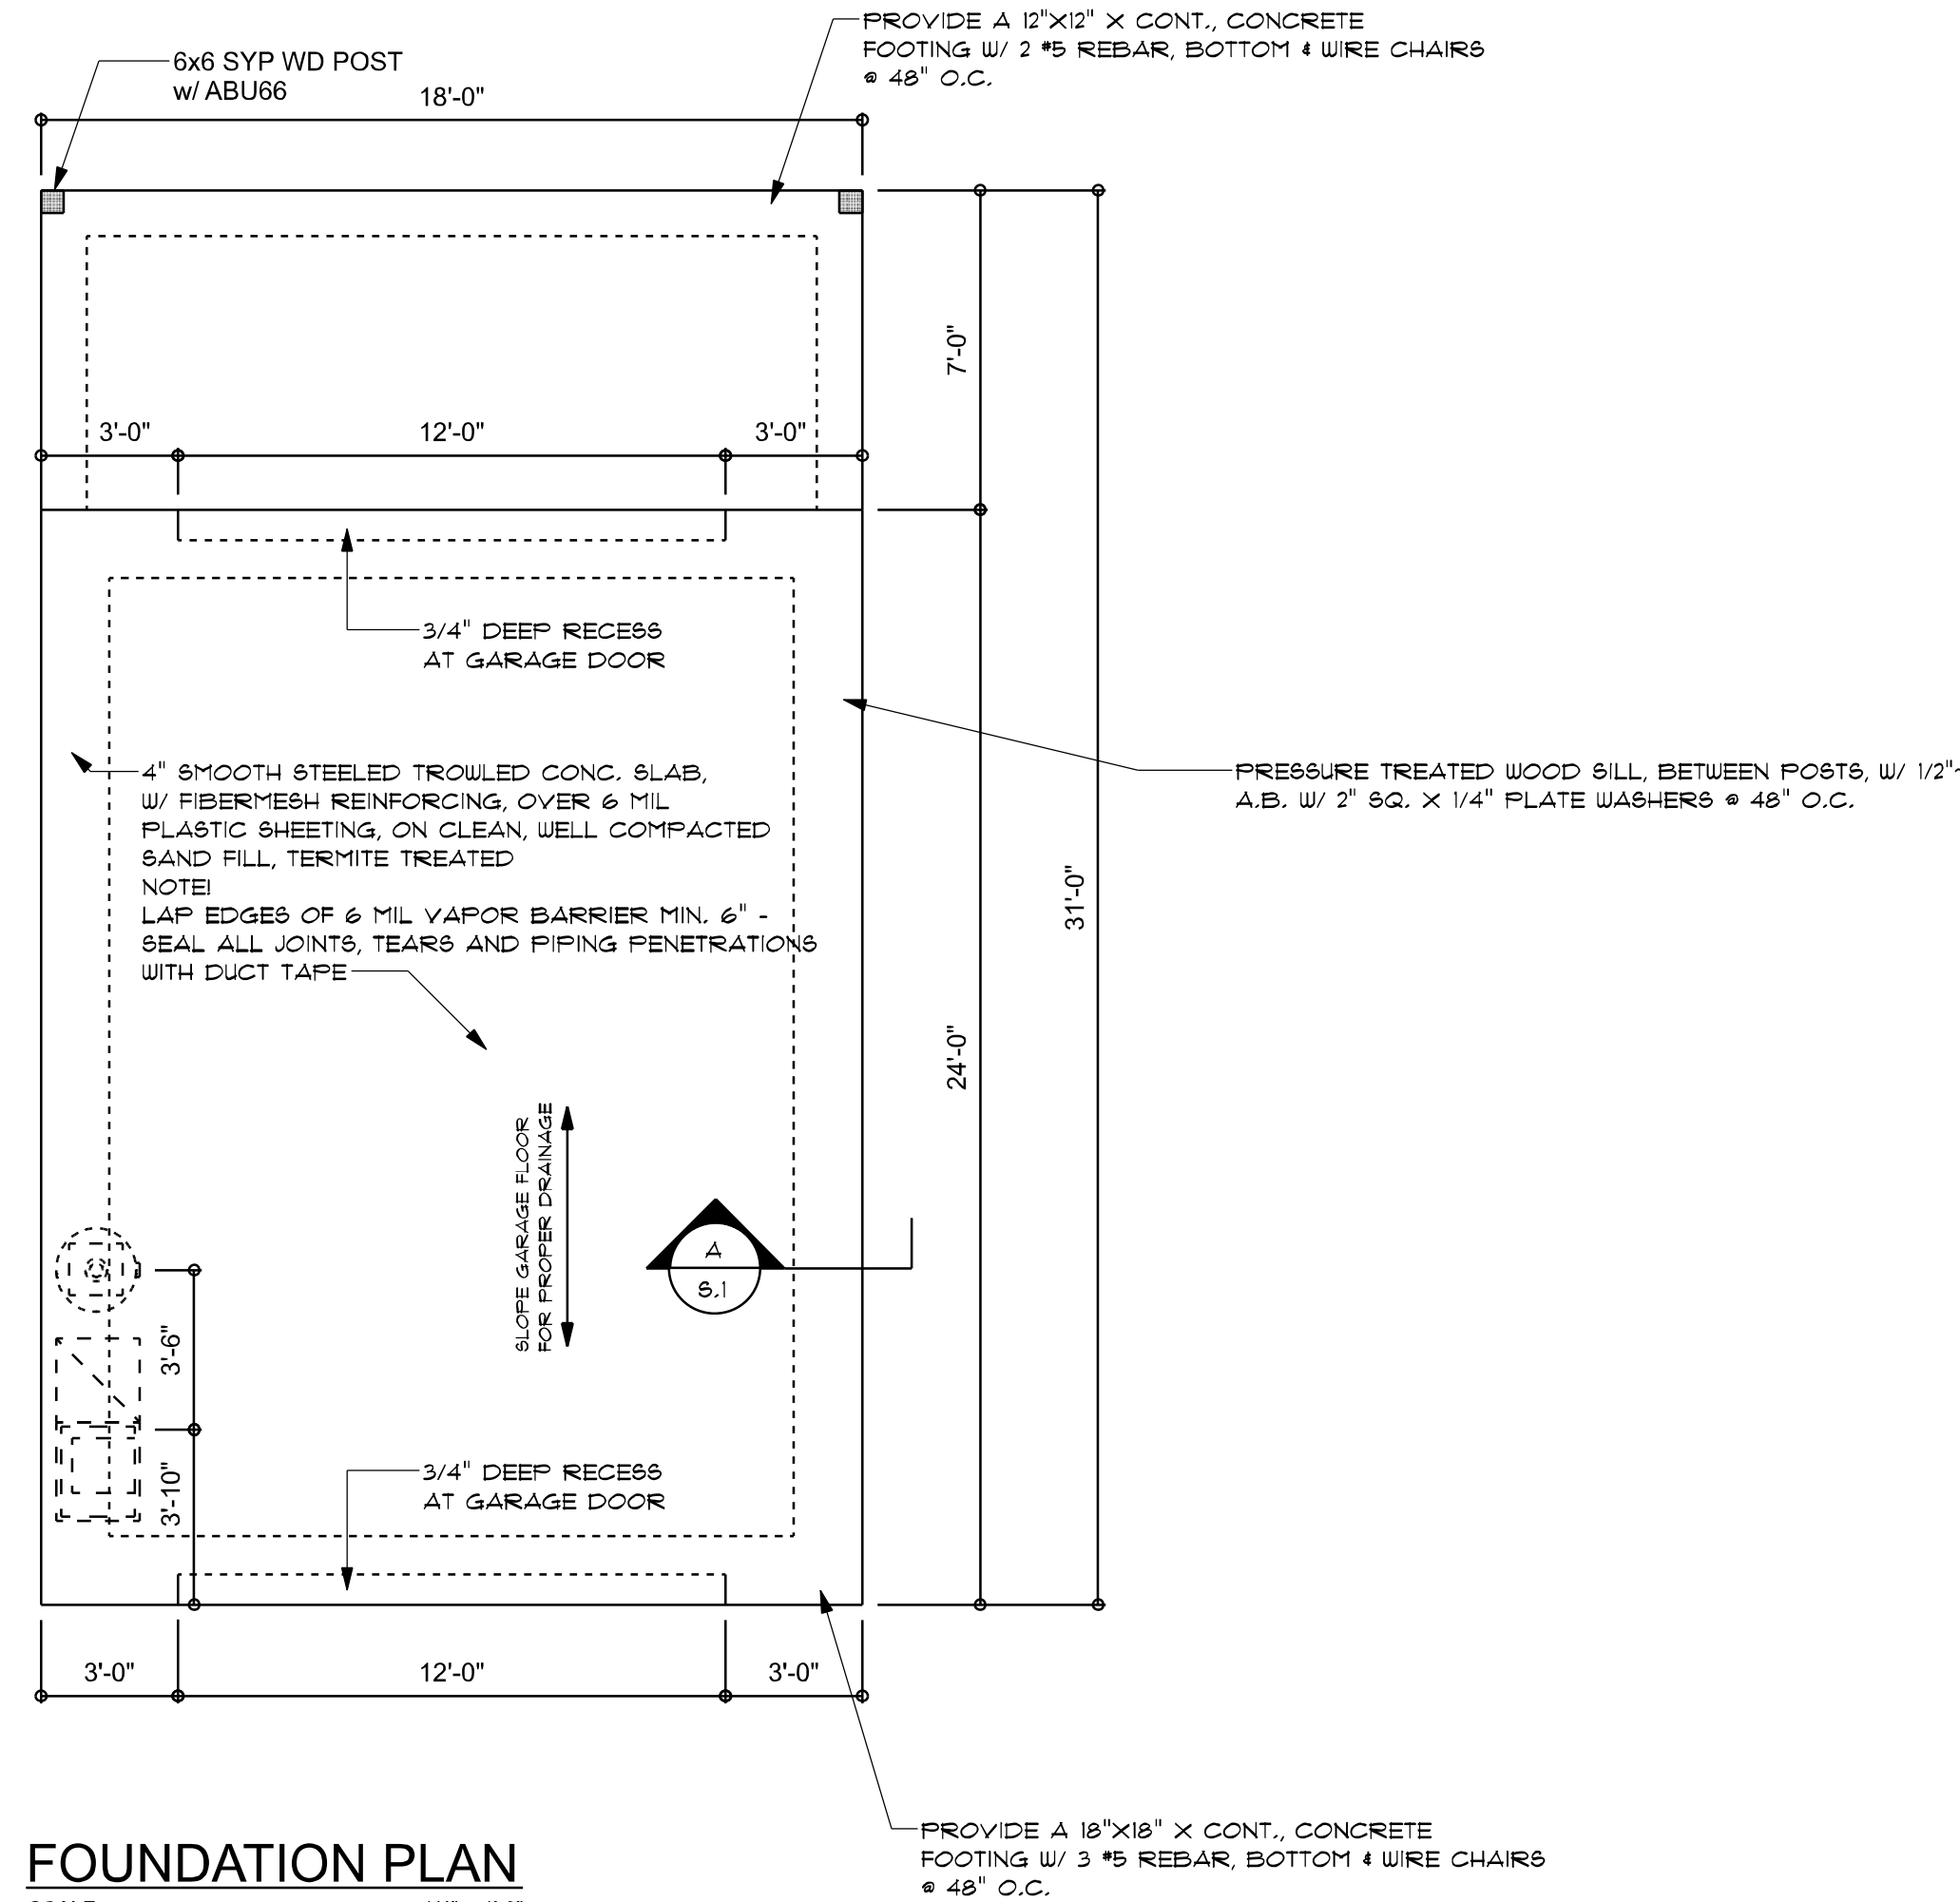 PROVIDE A 12"X12" X CONT., CONCRETE
FOOTING W/ 2 #5 REBAR, BOTTOM & WIRE CHAIRS
@ 48" O.C.
6x6 SYP WD POST
w/ ABU66
18'-0"
7'-0"
3'-0"
12'-0"
3'-0"
3/4" DEEP RECESS
AT GARAGE DOOR
4" SMOOTH STEELED TROWLED CONC. SLAB,
W/ FIBERMESH REINFORCING, OVER 6 MIL
PLASTIC SHEETING, ON CLEAN, WELL COMPACTED
SAND FILL, TERMITE TREATED
NOTE!
LAP EDGES OF 6 MIL VAPOR BARRIER MIN. 6" -
SEAL ALL JOINTS, TEARS AND PIPING PENETRATIONS
WITH DUCT TAPE
PRESSURE TREATED WOOD SILL, BETWEEN POSTS, W/ 1/2"
A.B. W/ 2" SQ. X 1/4" PLATE WASHERS @ 48" O.C.
31'-0"
24'-0"
SLOPE GARAGE FLOOR
FOR PROPER DRAINAGE
A
S.1
3'-6"
3'-10"
3/4" DEEP RECESS
AT GARAGE DOOR
3'-0"
12'-0"
3'-0"
PROVIDE A 18"X18" X CONT., CONCRETE
FOOTING W/ 3 #5 REBAR, BOTTOM & WIRE CHAIRS
@ 48" O.C.
FOUNDATION PLAN